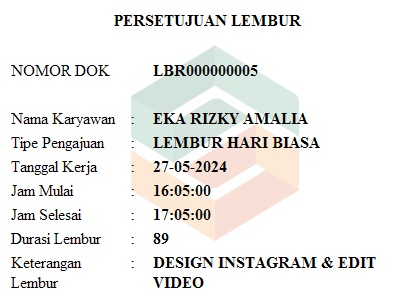 PERSETUJUAN LEMBUR
NOMOR DOK LBR000000005
Nama Karyawan : EKA RIZKY AMALIA
Tipe Pengajuan : LEMBUR HARI BIASA
Tanggal Kerja : 27-05-2024
Jam Mulai : 16:05:00
Jam Selesai : 17:05:00
Durasi Lembur : 89
Keterangan : DESIGN INSTAGRAM & EDIT
Lembur VIDEO